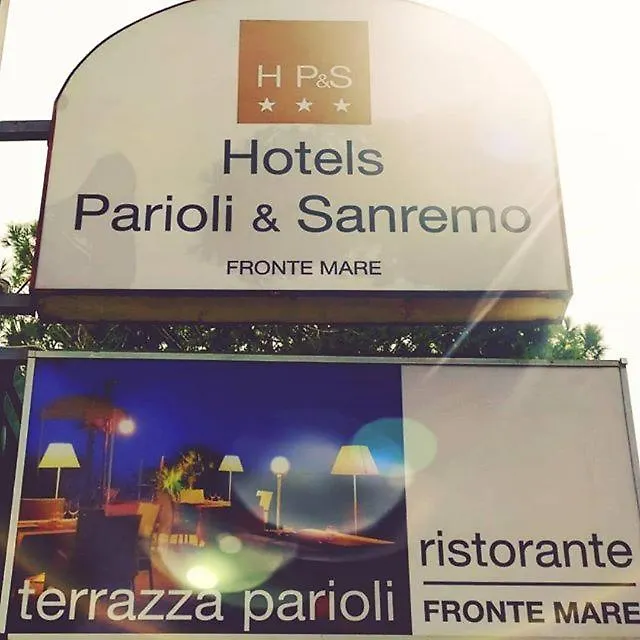 H P&S
Hotels
Parioli & Sanremo
FRONTE MARE
ristorante
terrazza parioli
FRONTE MARE